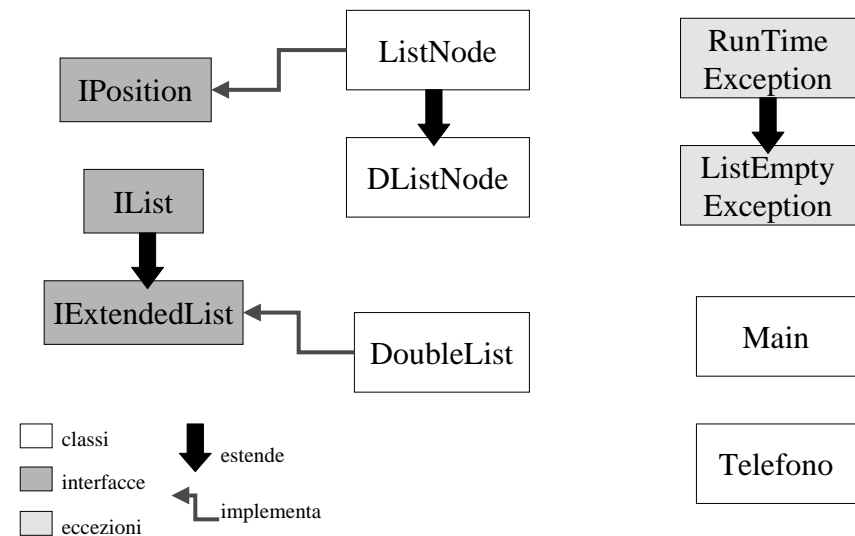 ListNode
RunTime
Exception
IPosition
DListNode
ListEmpty
Exception
IList
IExtendedList
DoubleList
Main
classi
estende
interfacce
implementa
eccezioni
Telefono